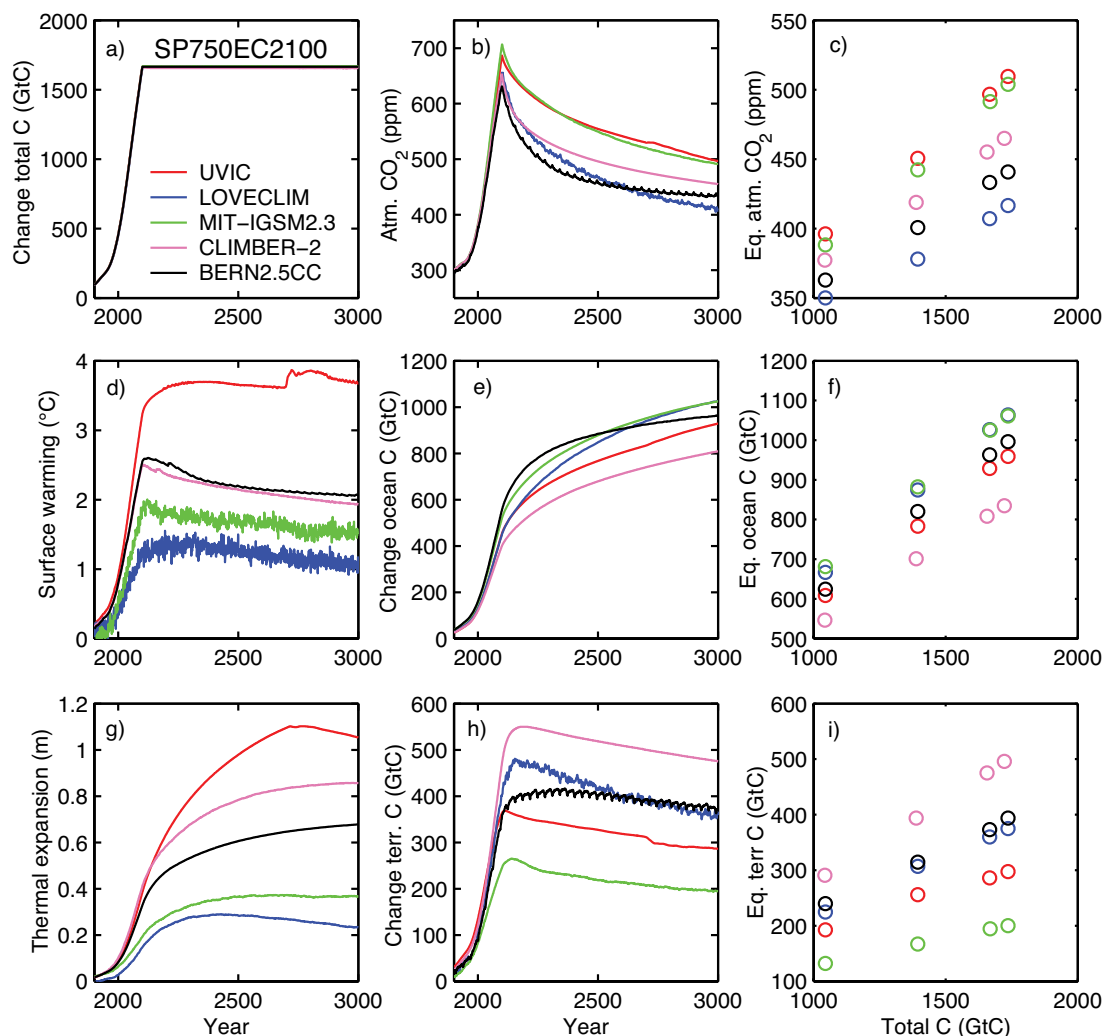 a) SP750EC2100
Change total C (GtC)
2000
1500
1000
500
0
2000 2500 3000
UVIC
LOVECLIM
MIT-IGSM2.3
CLIMBER-2
BERN2.5CC
b)
Atm. CO2 (ppm)
700
600
500
400
300
2000 2500 3000
c)
Eq. atm. CO2 (ppm)
550
500
450
400
350
1000 1500 2000
d)
Surface warming (°C)
4
3
2
1
0
2000 2500 3000
e)
Change ocean C (GtC)
1200
1000
800
600
400
200
0
2000 2500 3000
f)
Eq. ocean C (GtC)
1200
1100
1000
900
800
700
600
500
1000 1500 2000
g)
Thermal expansion (m)
1.2
1
0.8
0.6
0.4
0.2
0
2000 2500 3000
Year
h)
Change terr. C (GtC)
600
500
400
300
200
100
0
2000 2500 3000
Year
i)
Eq. terr C (GtC)
600
500
400
300
200
100
1000 1500 2000
Total C (GtC)